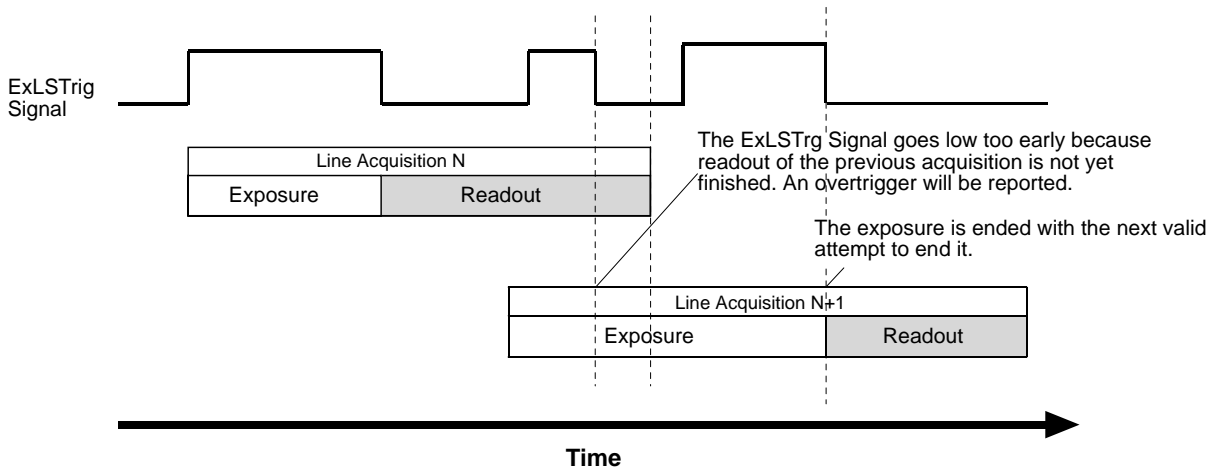 ExLSTrig
Signal
The ExLSTrg Signal goes low too early because
readout of the previous acquisition is not yet
finished. An overtrigger will be reported.
Line Acquisition N
Exposure Readout
The exposure is ended with the next valid
attempt to end it.
Line Acquisition N+1
Exposure Readout
Time